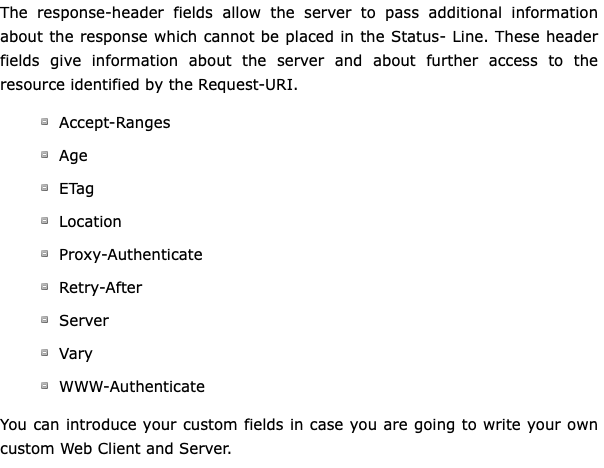 The response-header fields allow the server to pass additional information
about the response which cannot be placed in the Status- Line. These header
fields give information about the server and about further access to the
resource identified by the Request-URI.
Accept-Ranges
Age
ETag
Location
Proxy-Authenticate
Retry-After
Server
Vary
WWW-Authenticate
You can introduce your custom fields in case you are going to write your own
custom Web Client and Server.